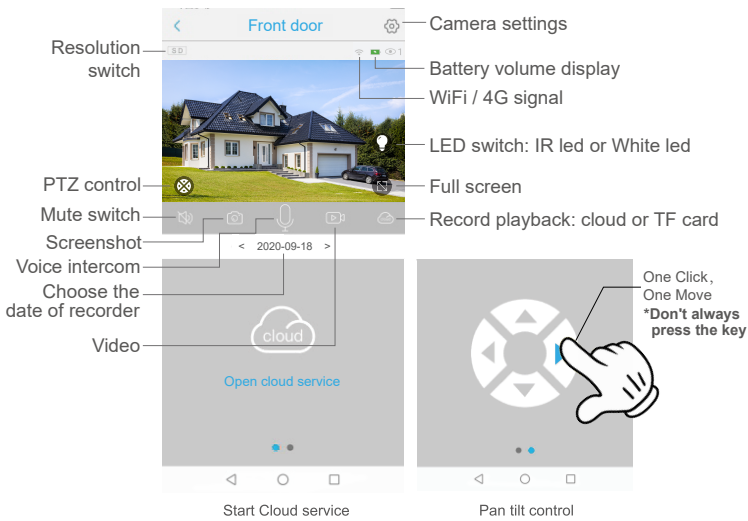 Front door
Camera settings
Resolution
switch
SD
1
Battery volume display
WiFi / 4G signal
LED switch: IR led or White led
PTZ control
Full screen
Mute switch
Record playback: cloud or TF card
Screenshot
< 2020-09-18 >
Voice intercom
Choose the
date of recorder
One Click,
One Move
*Don't always
press the key
Video
cloud
Open cloud service
Start Cloud service
Pan tilt control